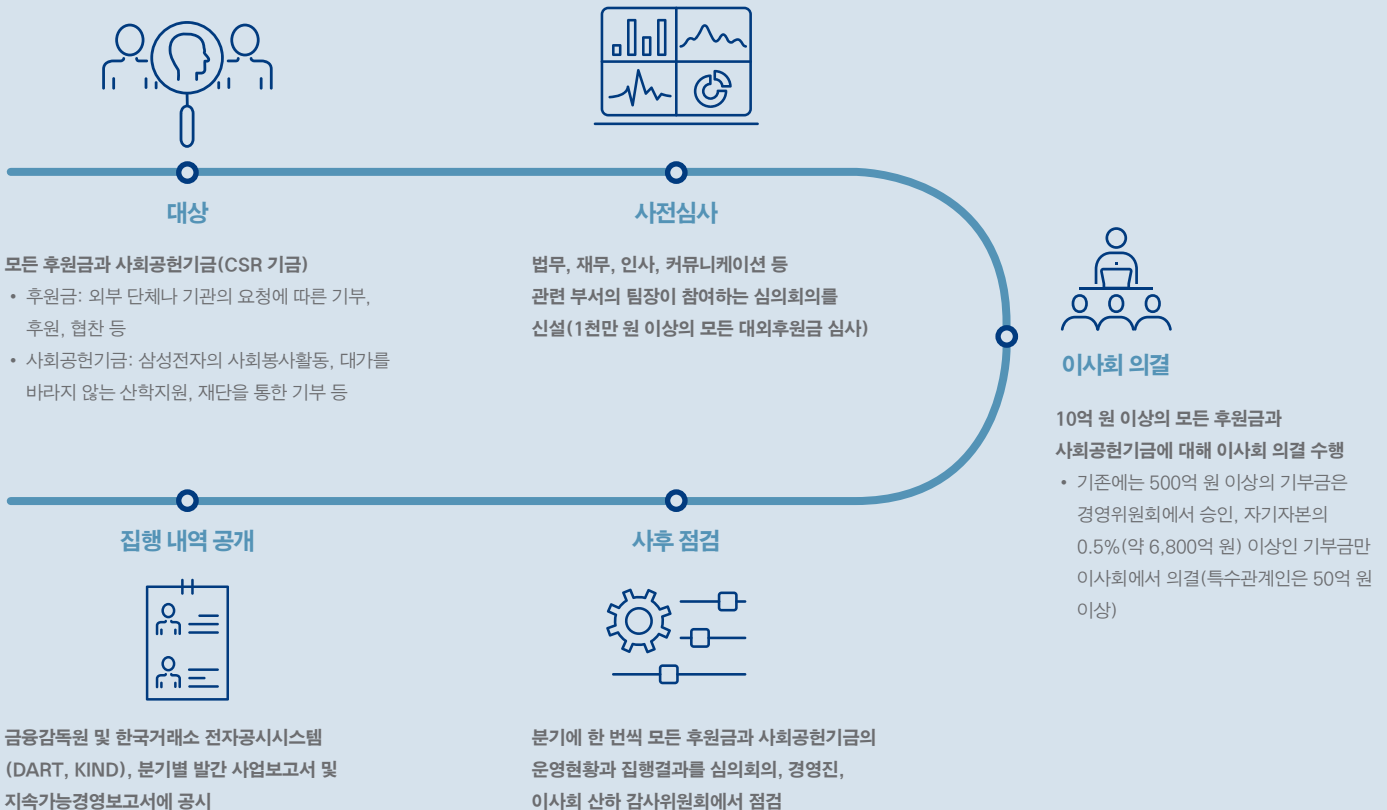 대상
모든 후원금과 사회공헌기금(CSR 기금)
• 후원금: 외부 단체나 기관의 요청에 따른 기부,
후원, 협찬 등
• 사회공헌기금: 삼성전자의 사회봉사활동, 대가를
바라지 않는 산학지원, 재단을 통한 기부 등
사전심사
법무, 재무, 인사, 커뮤니케이션 등
관련 부서의 팀장이 참여하는 심의회의를
신설(1천만 원 이상의 모든 대외후원금 심사)
이사회 의결
10억 원 이상의 모든 후원금과
사회공헌기금에 대해 이사회 의결 수행
• 기존에는 500억 원 이상의 기부금은
경영위원회에서 승인, 자기자본의
0.5%(약 6,800억 원) 이상인 기부금만
이사회에서 의결(특수관계인은 50억 원
이상)
사후 점검
분기에 한 번씩 모든 후원금과 사회공헌기금의
운영현황과 집행결과를 심의회의, 경영진,
이사회 산하 감사위원회에서 점검
집행 내역 공개
금융감독원 및 한국거래소 전자공시시스템
(DART, KIND), 분기별 발간 사업보고서 및
지속가능경영보고서에 공시